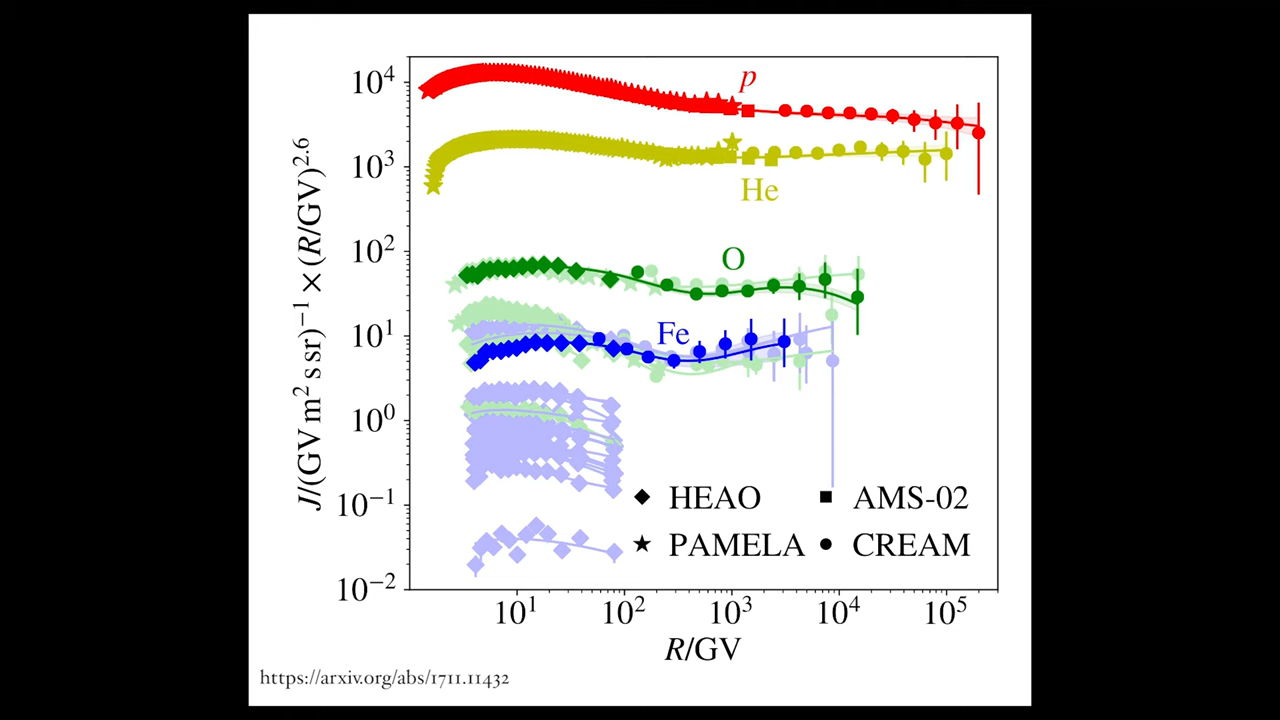 10⁴
10³
10²
10¹
10⁰
10⁻¹
10⁻²
J/(GV m² s sr)⁻¹ × (R/GV)²·⁶
p
He
O
Fe
HEAO
AMS-02
PAMELA
CREAM
10¹ 10² 10³ 10⁴ 10⁵
R/GV
https://arxiv.org/abs/1711.11432